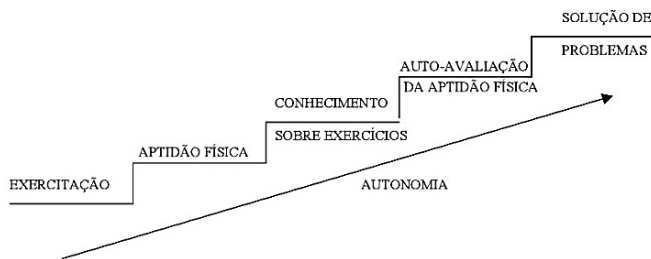 SOLUÇÃO DE
PROBLEMAS
AUTO-AVALIAÇÃO
DA APTIDÃO FÍSICA
CONHECIMENTO
SOBRE EXERCÍCIOS
APTIDÃO FÍSICA
EXERCITAÇÃO
AUTONOMIA